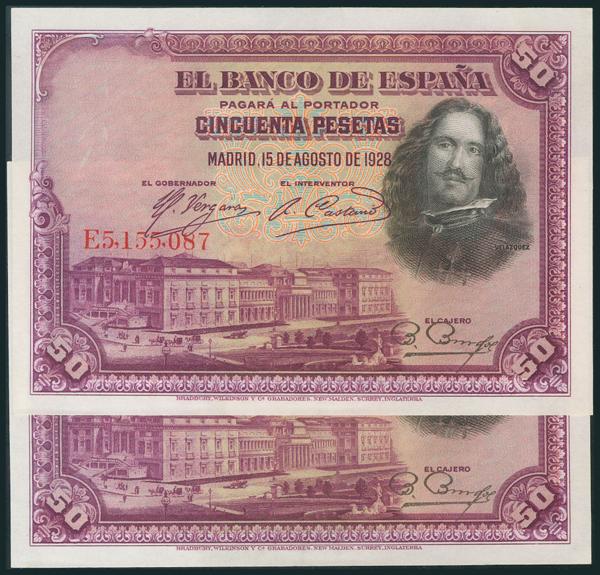 50
EL BANCO DE ESPAÑA
PAGARÁ AL PORTADOR
CINCUENTA PESETAS
MADRID, 15 DE AGOSTO DE 1928
EL GOBERNADOR EL INTERVENTOR
E5,155,087
VELAZQUEZ
EL CAJERO
50 50
BRADBURY, WILKINSON Y Cª GRABADORES, NEW MALDEN, SURREY, INGLATERRA
EL CAJERO
50 50
BRADBURY, WILKINSON Y Cª GRABADORES, NEW MALDEN, SURREY, INGLATERRA